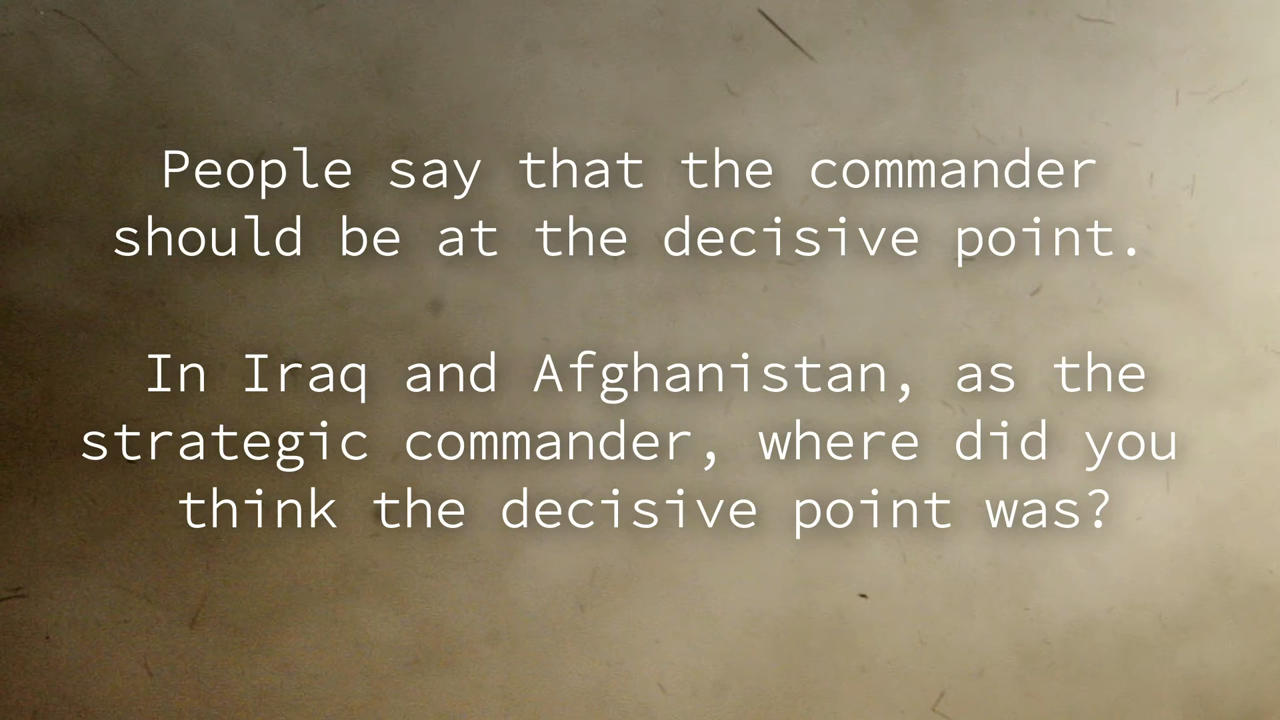 People say that the commander
should be at the decisive point.
In Iraq and Afghanistan, as the
strategic commander, where did you
think the decisive point was?